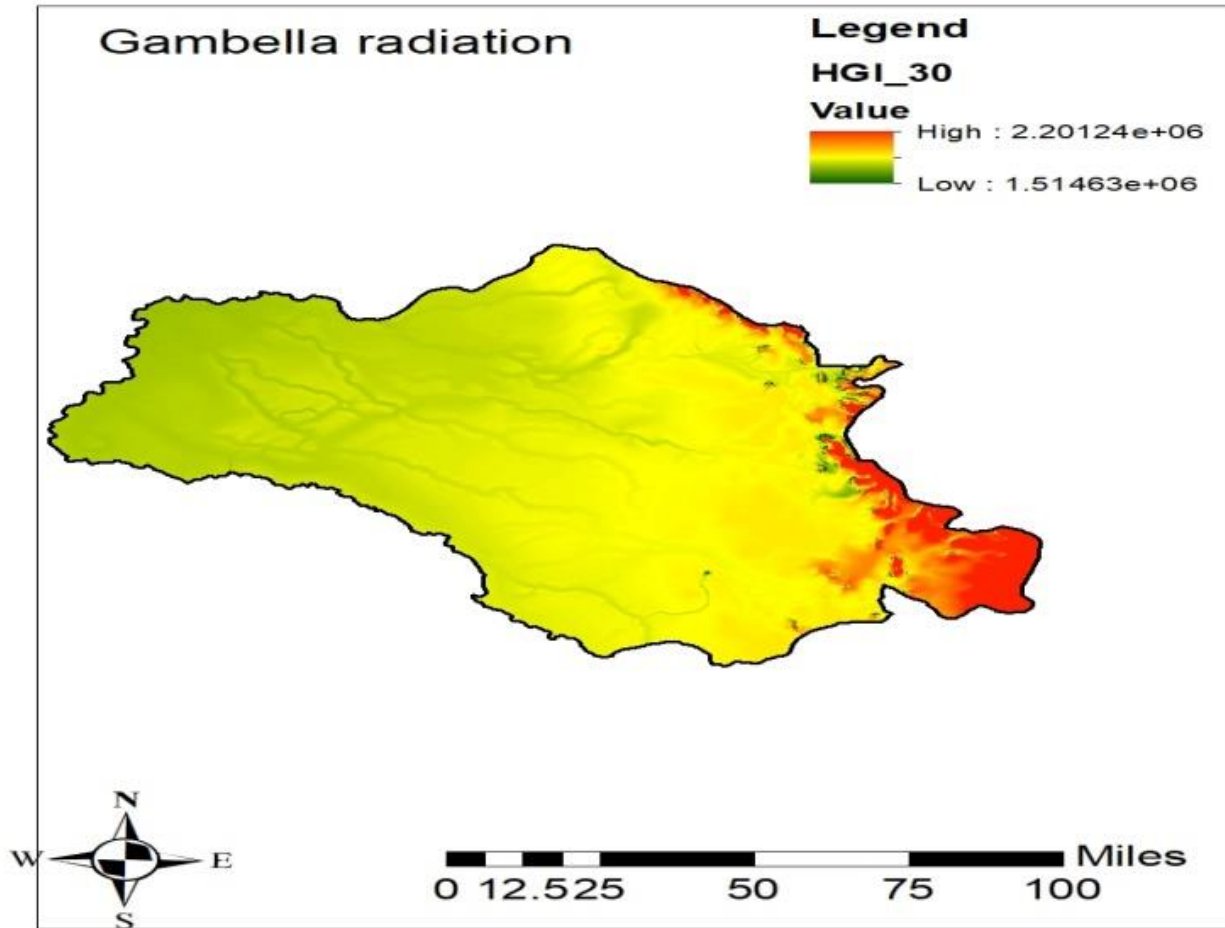 Gambella radiation
Legend
HGI_30
Value
High : 2.20124e+06
Low : 1.51463e+06
N
W E
S
Miles
0 12.525 50 75 100